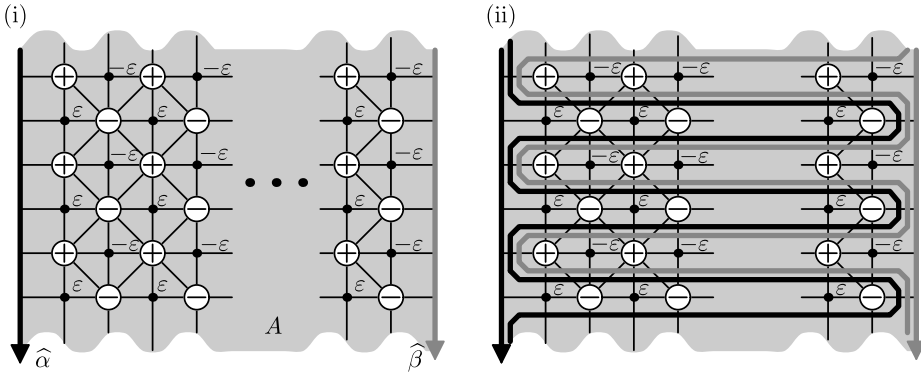 (i) (ii)
+ −ε + −ε + −ε + −ε + −ε + −ε
ε − ε − ε − ε − ε − ε −
+ −ε + −ε + −ε + −ε + −ε + −ε
ε − ε − ε − ε − ε − ε −
+ −ε + −ε + −ε + −ε + −ε + −ε
ε − ε − ε − ε − ε − ε −
A
α̂ β̂